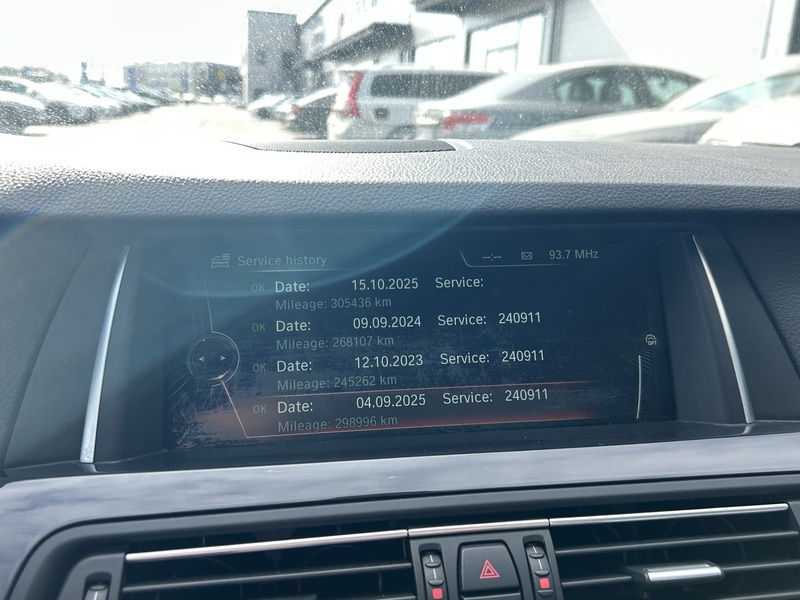 Service history --:-- 93.7 MHz
OK Date: 15.10.2025 Service:
Mileage: 305436 km
OK Date: 09.09.2024 Service: 240911
Mileage: 268107 km
OK Date: 12.10.2023 Service: 240911
Mileage: 245262 km
OK Date: 04.09.2025 Service: 240911
Mileage: 298996 km